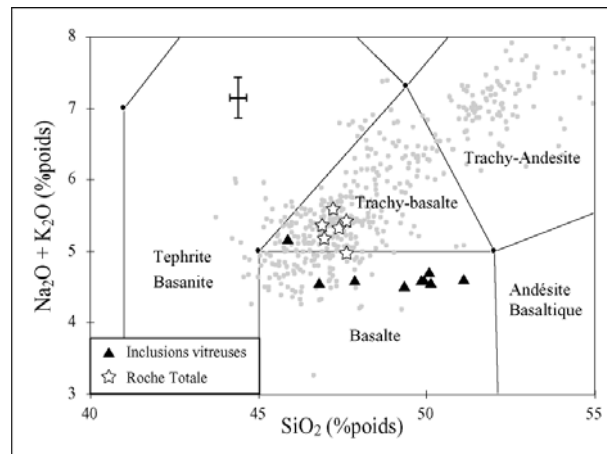 8
7
6
5
4
3
Na₂O + K₂O (%poids)
Trachy-Andesite
Trachy-basalte
Tephrite
Basanite
Andésite
Basaltique
Basalte
Inclusions vitreuses
Roche Totale
40 45 50 55
SiO₂ (%poids)